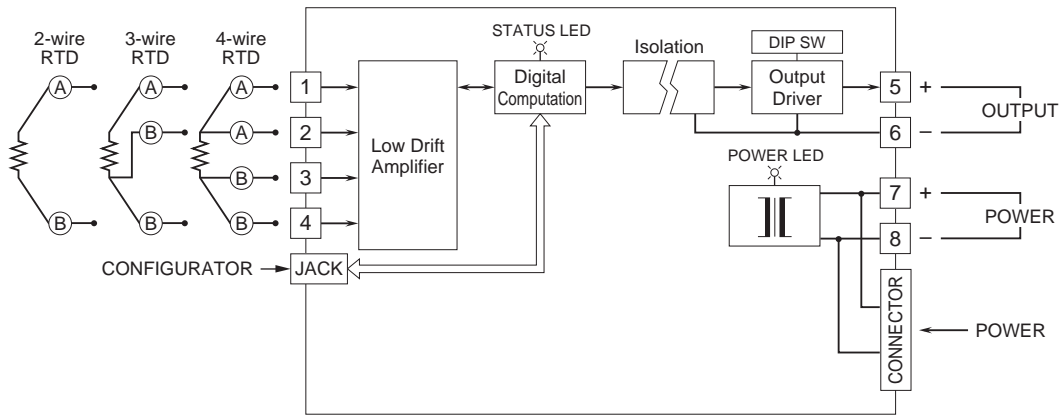 2-wire
RTD
3-wire
RTD
4-wire
RTD
A
A
A
B
A
B
B
B
B
1
2
3
4
Low Drift
Amplifier
CONFIGURATOR
JACK
STATUS LED
Digital
Computation
Isolation
DIP SW
Output
Driver
5
+
6
–
OUTPUT
POWER LED
7
+
8
–
POWER
CONNECTOR
POWER